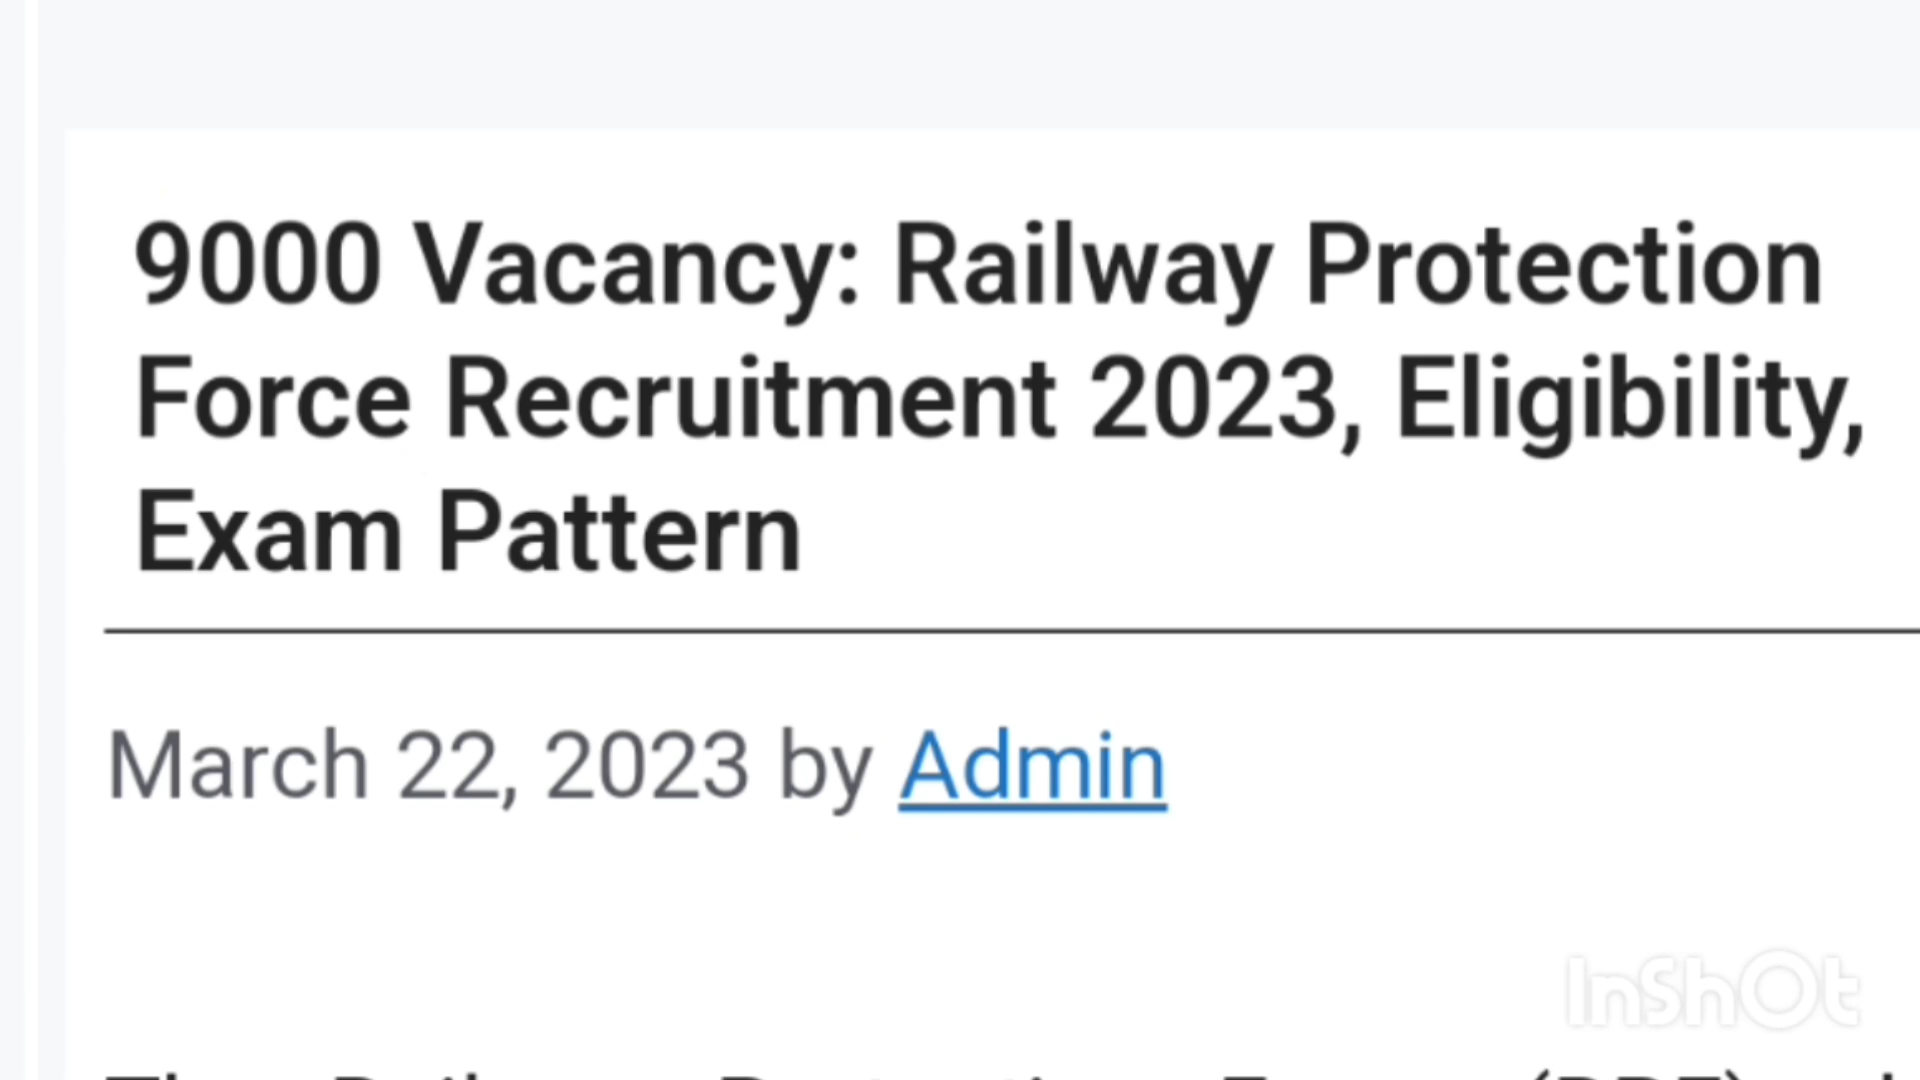 9000 Vacancy: Railway Protection
Force Recruitment 2023, Eligibility,
Exam Pattern
March 22, 2023 by Admin
InShOt